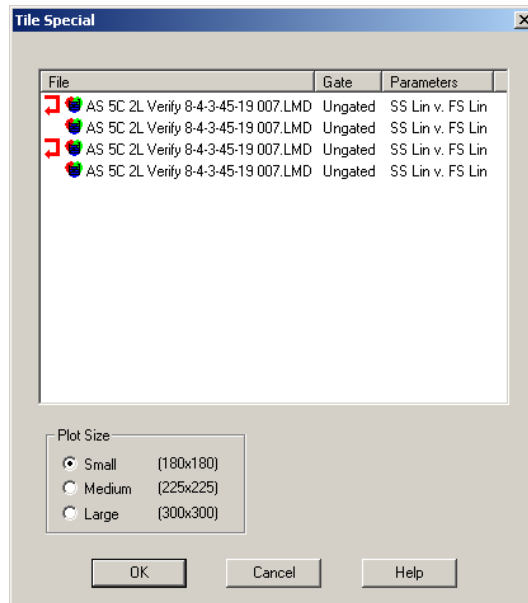 Tile Special
File Gate Parameters
AS 5C 2L Verify 8-4-3-45-19 007.LMD Ungated SS Lin v. FS Lin
AS 5C 2L Verify 8-4-3-45-19 007.LMD Ungated SS Lin v. FS Lin
AS 5C 2L Verify 8-4-3-45-19 007.LMD Ungated SS Lin v. FS Lin
AS 5C 2L Verify 8-4-3-45-19 007.LMD Ungated SS Lin v. FS Lin
Plot Size
Small (180x180)
Medium (225x225)
Large (300x300)
OK Cancel Help